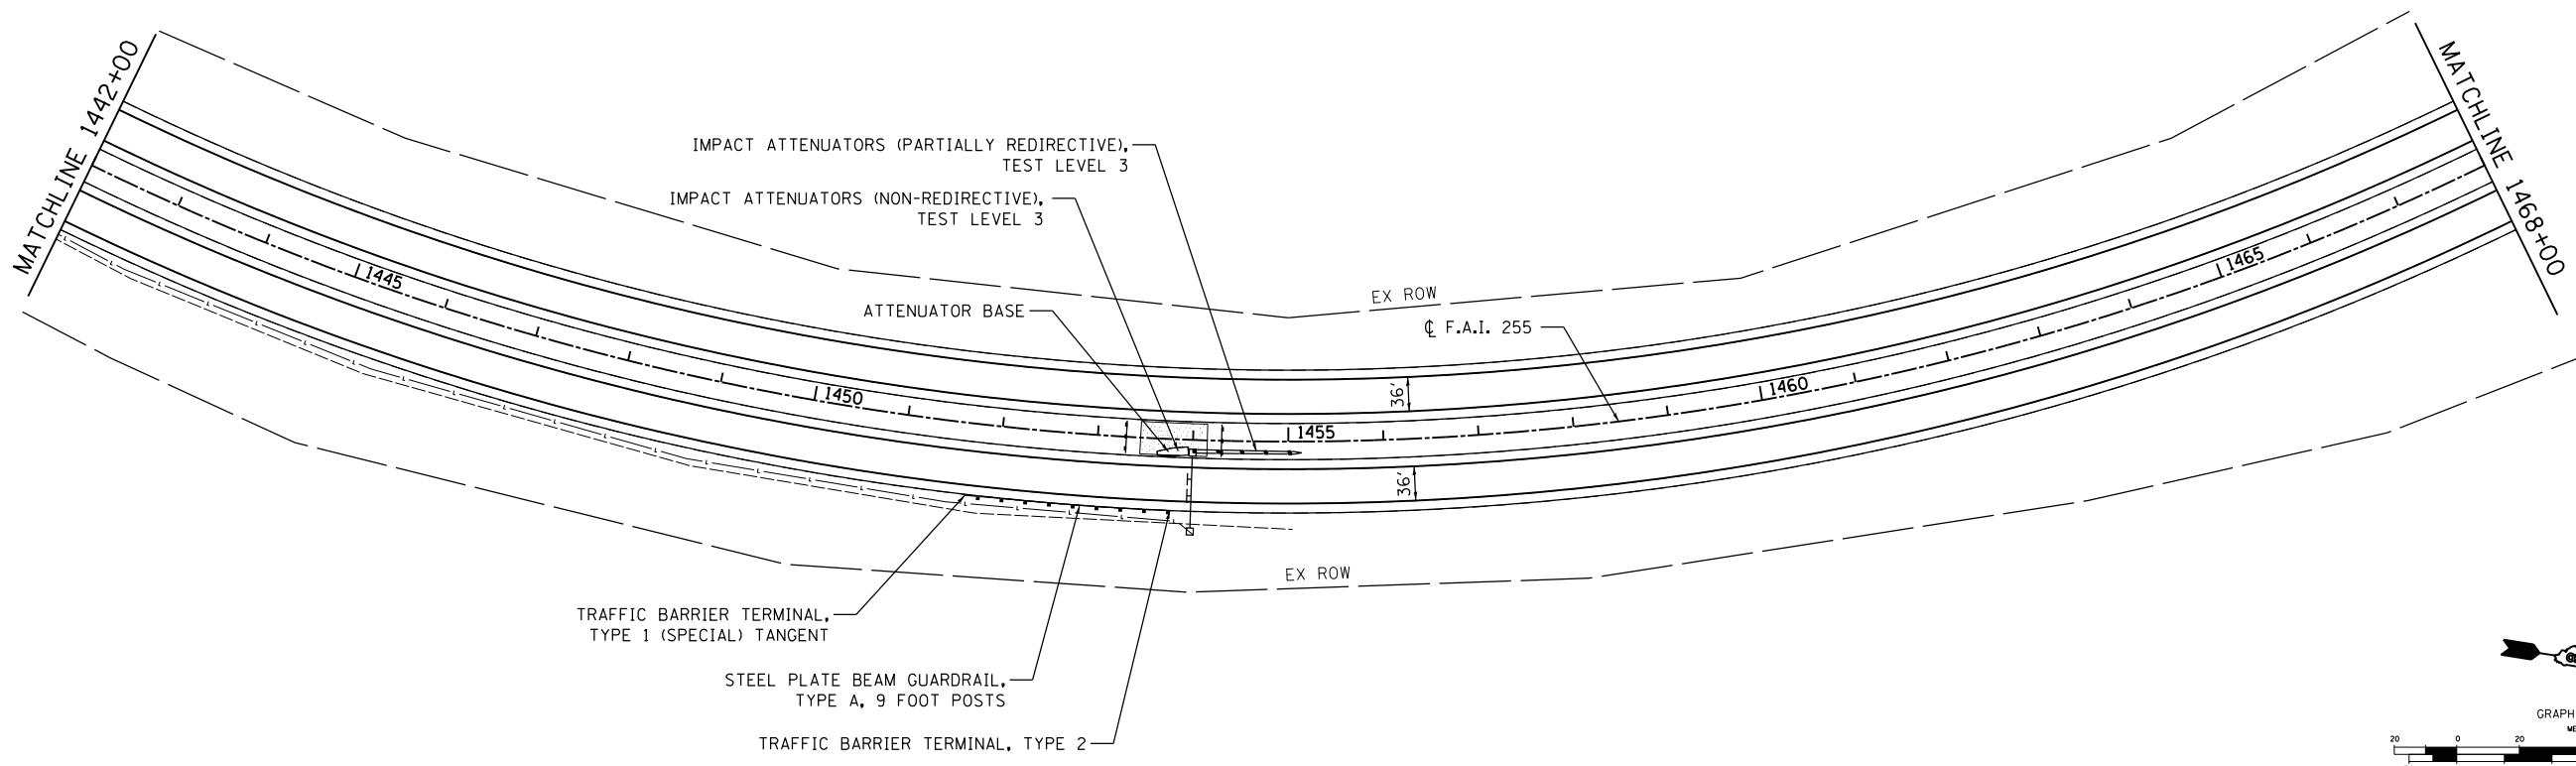 MATCHLINE 1442+00
MATCHLINE 1468+00
IMPACT ATTENUATORS (PARTIALLY REDIRECTIVE),
TEST LEVEL 3
IMPACT ATTENUATORS (NON-REDIRECTIVE),
TEST LEVEL 3
ATTENUATOR BASE
EX ROW
℄ F.A.I. 255
1445
1450
1455
1460
1465
36'
36'
EX ROW
TRAFFIC BARRIER TERMINAL,
TYPE 1 (SPECIAL) TANGENT
STEEL PLATE BEAM GUARDRAIL,
TYPE A, 9 FOOT POSTS
TRAFFIC BARRIER TERMINAL, TYPE 2
GRAPH
ME
20 0 20